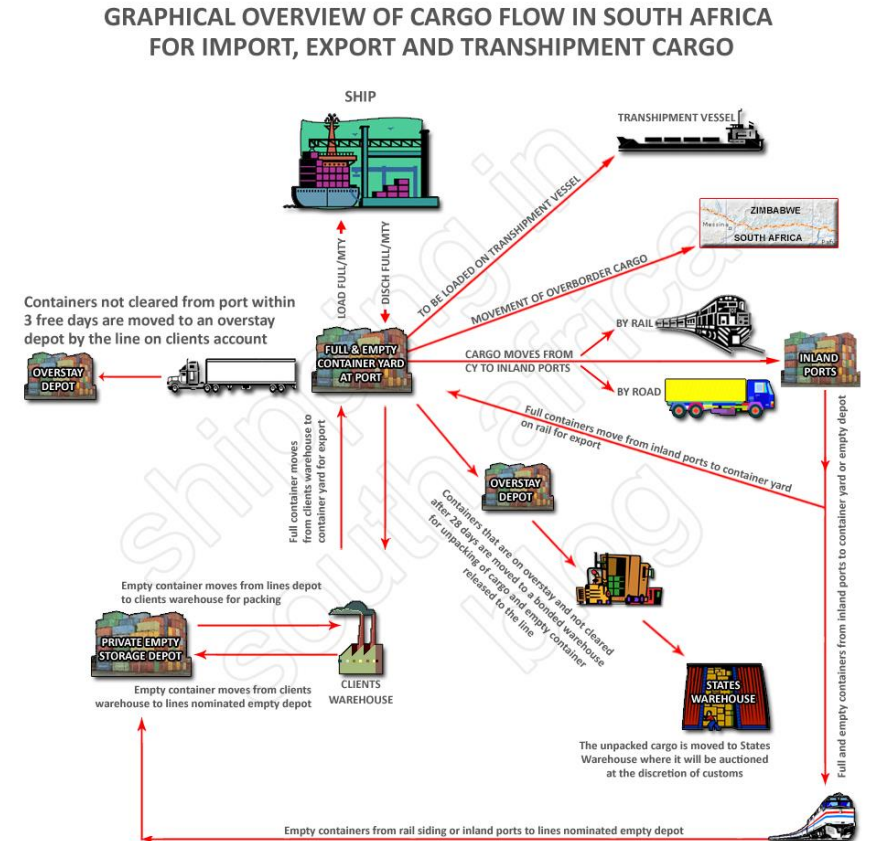 GRAPHICAL OVERVIEW OF CARGO FLOW IN SOUTH AFRICA
FOR IMPORT, EXPORT AND TRANSHIPMENT CARGO
SHIP
TRANSHIPMENT VESSEL
TO BE LOADED ON TRANSHIPMENT VESSEL
ZIMBABWE
Messina
SOUTH AFRICA
MOVEMENT OF OVERBORDER CARGO
LOAD FULL/MTY
DISCH FULL/MTY
Containers not cleared from port within
3 free days are moved to an overstay
depot by the line on clients account
OVERSTAY
DEPOT
FULL & EMPTY
CONTAINER YARD
AT PORT
CARGO MOVES FROM
CY TO INLAND PORTS
BY RAIL
BY ROAD
INLAND
PORTS
Full containers move from inland ports to container yard
on rail for export
Full and empty containers from inland ports to container yard or empty depot
Full container moves
from clients warehouse to
container yard for export
OVERSTAY
DEPOT
Containers that are on overstay and not cleared
after 28 days are moved to a bonded warehouse
for unpacking of cargo and empty container
released to the line
Empty container moves from lines depot
to clients warehouse for packing
PRIVATE EMPTY
STORAGE DEPOT
CLIENTS
WAREHOUSE
Empty container moves from clients
warehouse to lines nominated empty depot
STATES
WAREHOUSE
The unpacked cargo is moved to States
Warehouse where it will be auctioned
at the discretion of customs
Empty containers from rail siding or inland ports to lines nominated empty depot
shipping in
south africa
blog